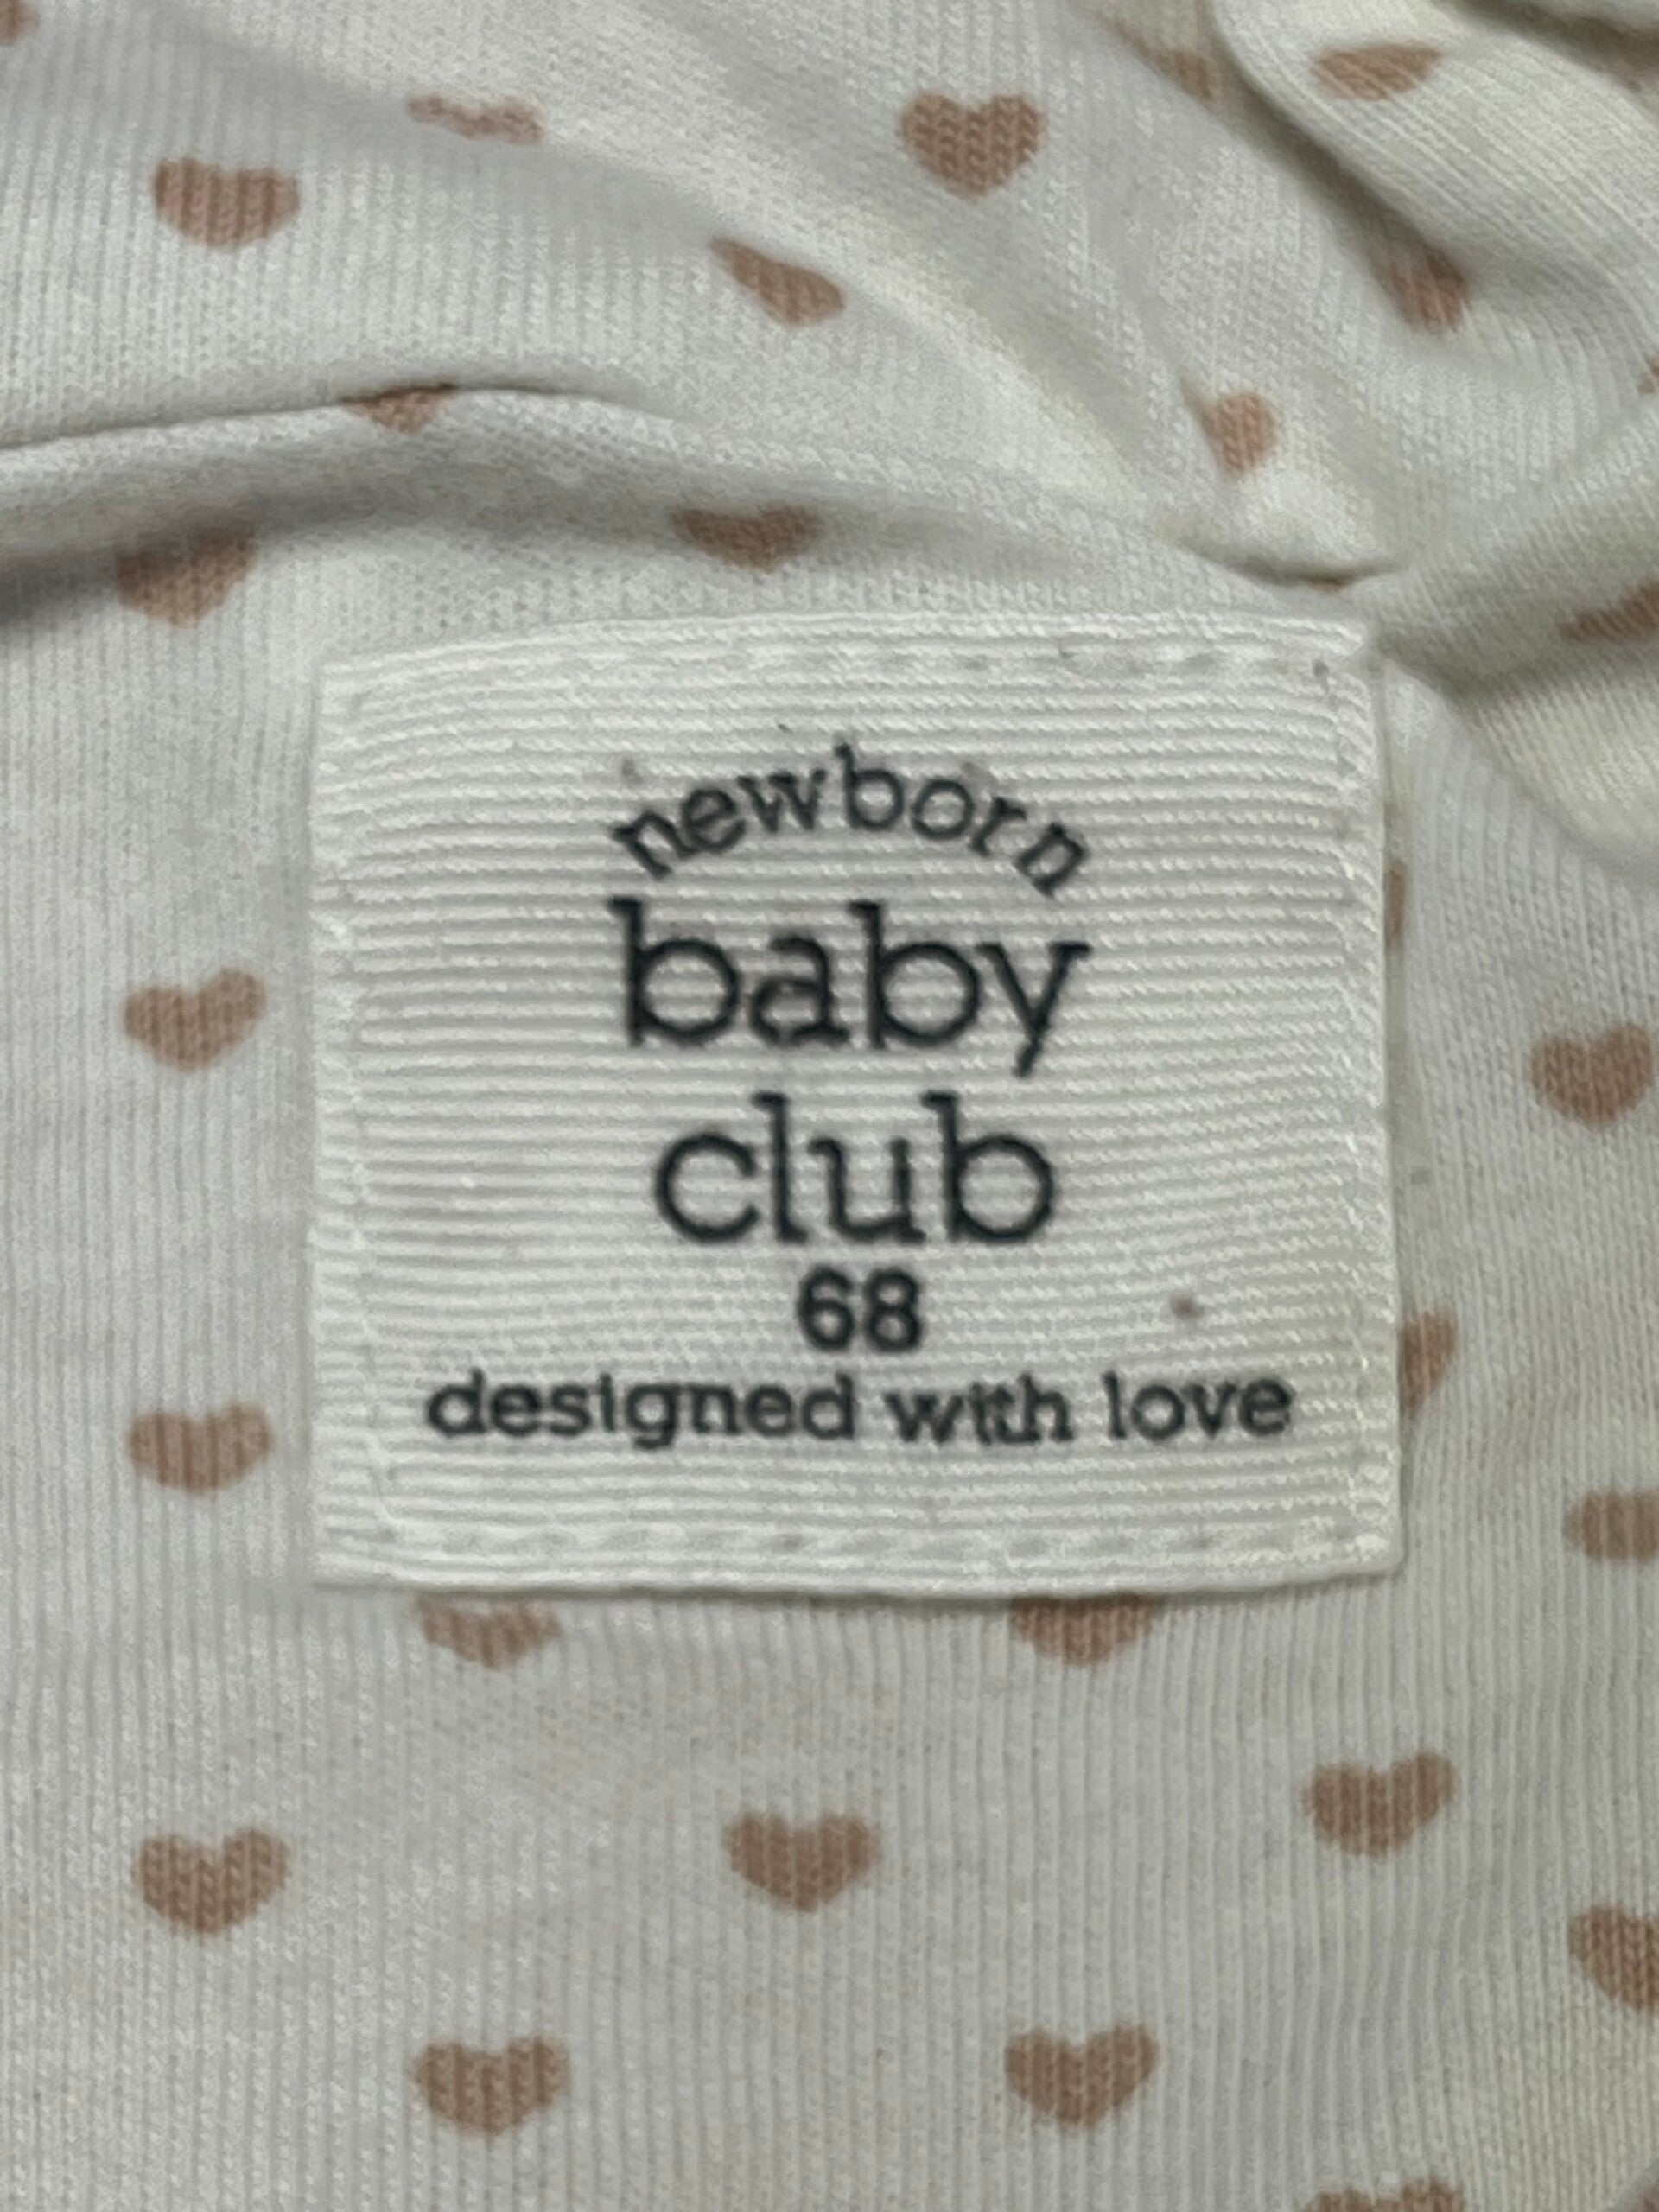 newborn
baby
club
68
designed with love